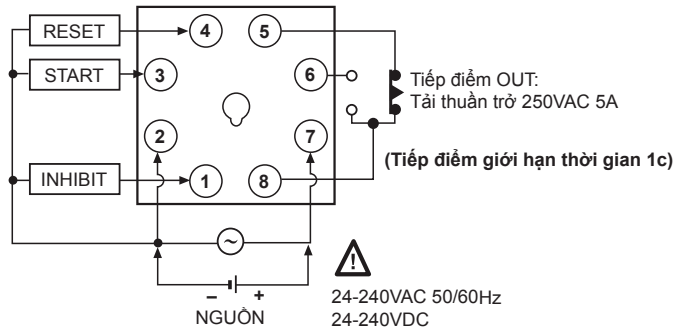 RESET
4
5
START
3
6
Tiếp điểm OUT:
Tải thuần trở 250VAC 5A
2
7
(Tiếp điểm giới hạn thời gian 1c)
INHIBIT
1
8
~
!
− +
24-240VAC 50/60Hz
NGUỒN
24-240VDC